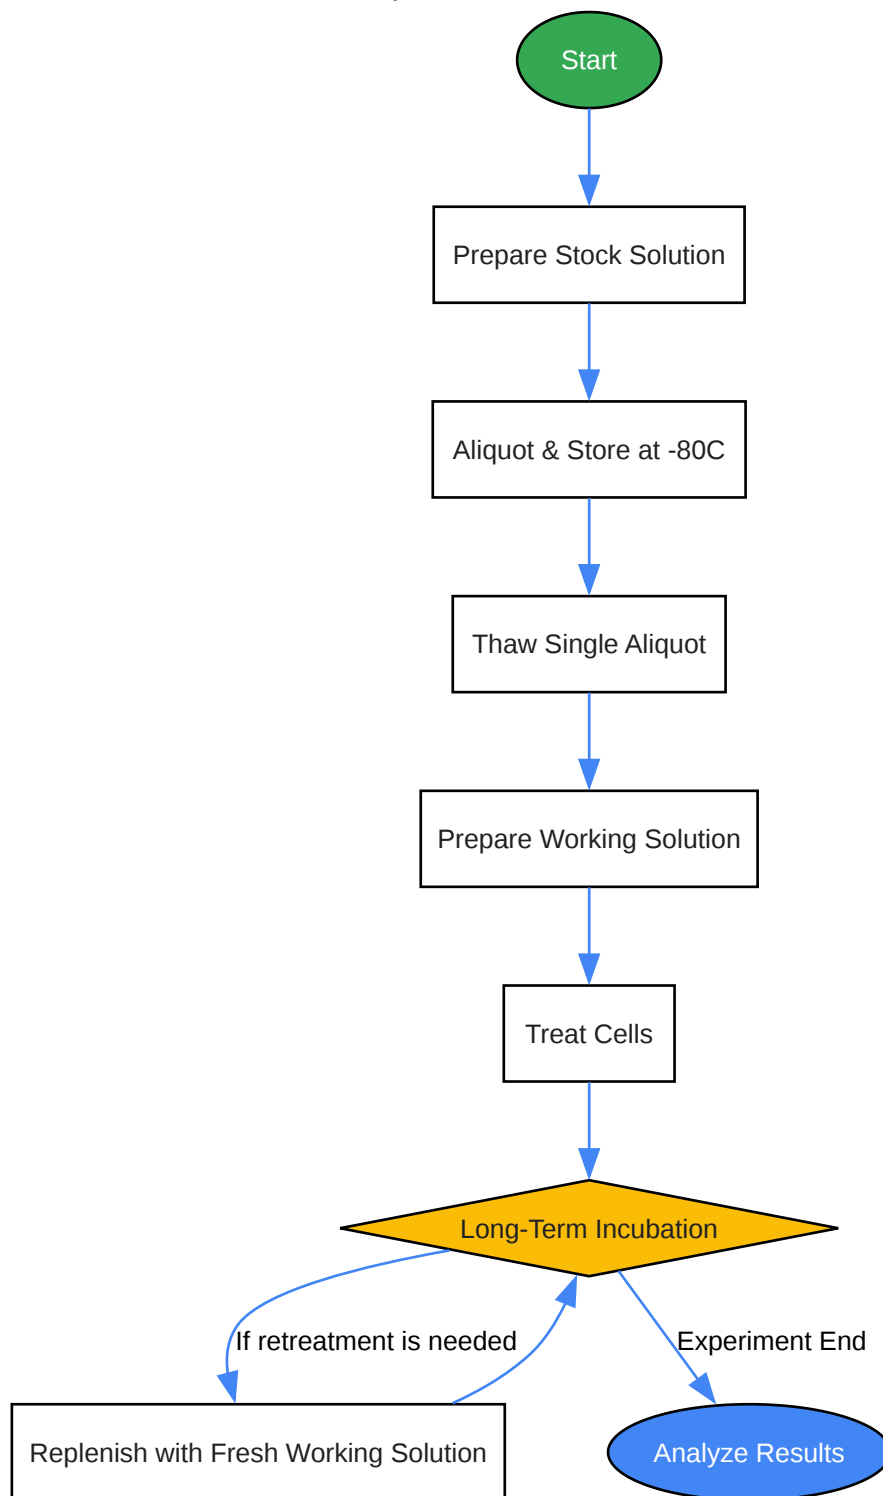 Start
Prepare Stock Solution
Aliquot & Store at -80C
Thaw Single Aliquot
Prepare Working Solution
Treat Cells
Long-Term Incubation
If retreatment is needed
Experiment End
Replenish with Fresh Working Solution
Analyze Results